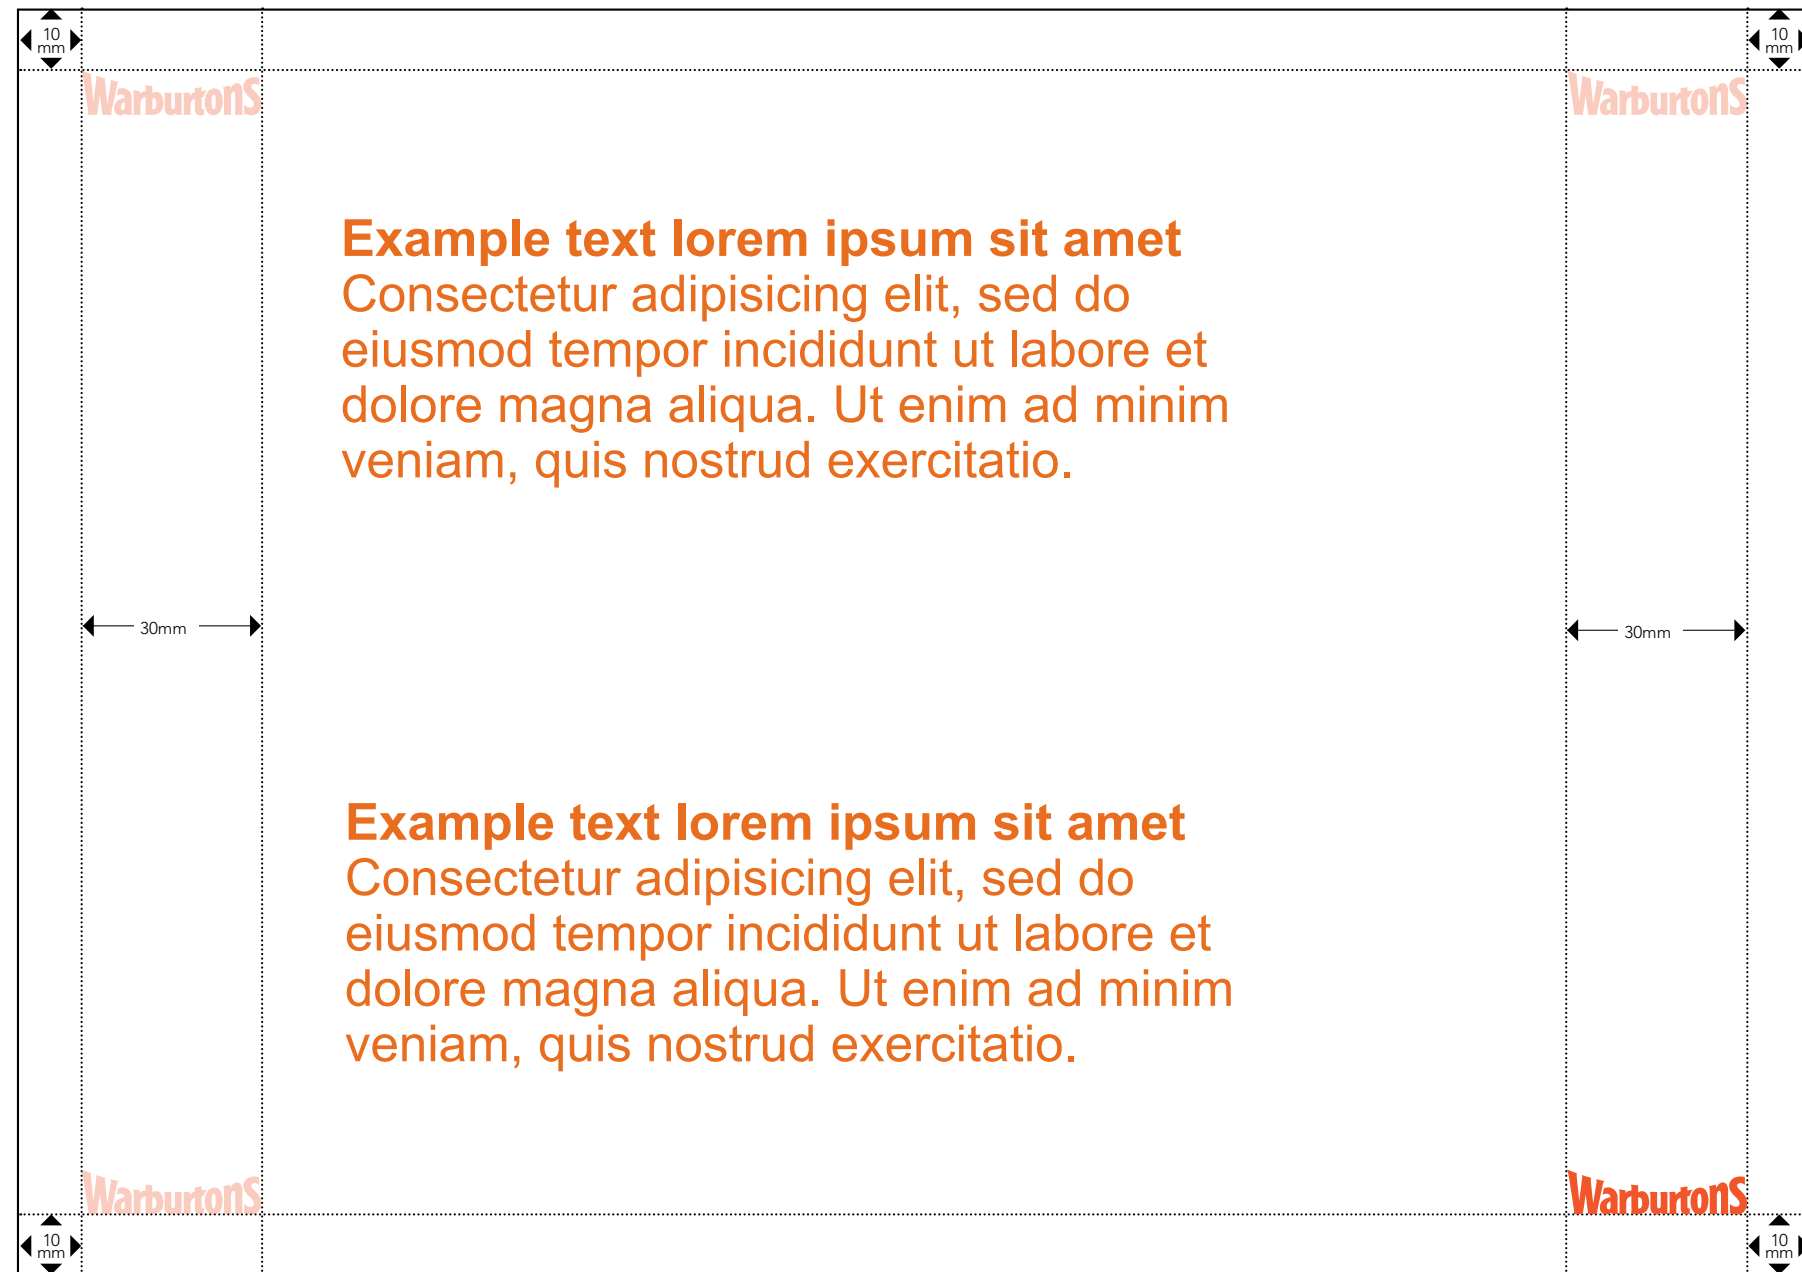 10
mm
10
mm
Warburtons
Warburtons
Example text lorem ipsum sit amet
Consectetur adipisicing elit, sed do
eiusmod tempor incididunt ut labore et
dolore magna aliqua. Ut enim ad minim
veniam, quis nostrud exercitatio.
30mm
30mm
Example text lorem ipsum sit amet
Consectetur adipisicing elit, sed do
eiusmod tempor incididunt ut labore et
dolore magna aliqua. Ut enim ad minim
veniam, quis nostrud exercitatio.
Warburtons
Warburtons
10
mm
10
mm